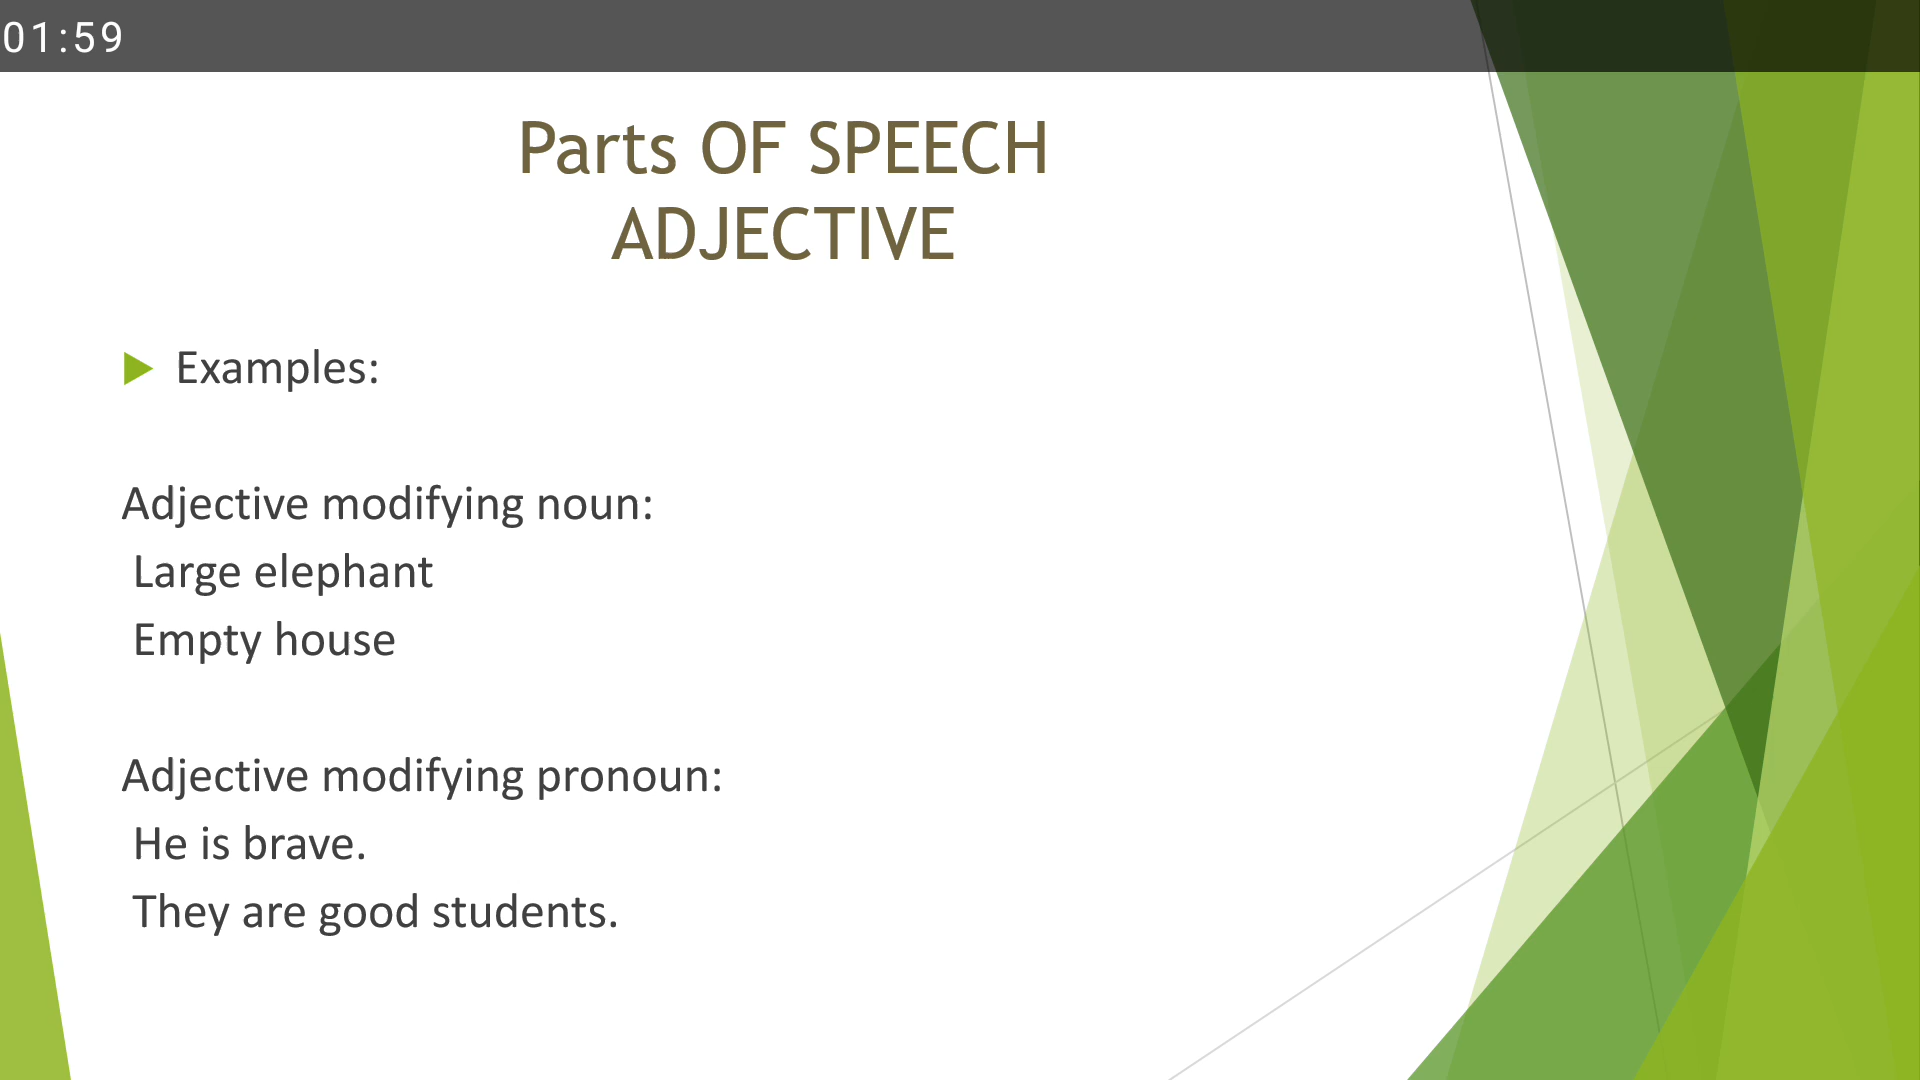 01:59
Parts OF SPEECH
ADJECTIVE
Examples:
Adjective modifying noun:
Large elephant
Empty house
Adjective modifying pronoun:
He is brave.
They are good students.